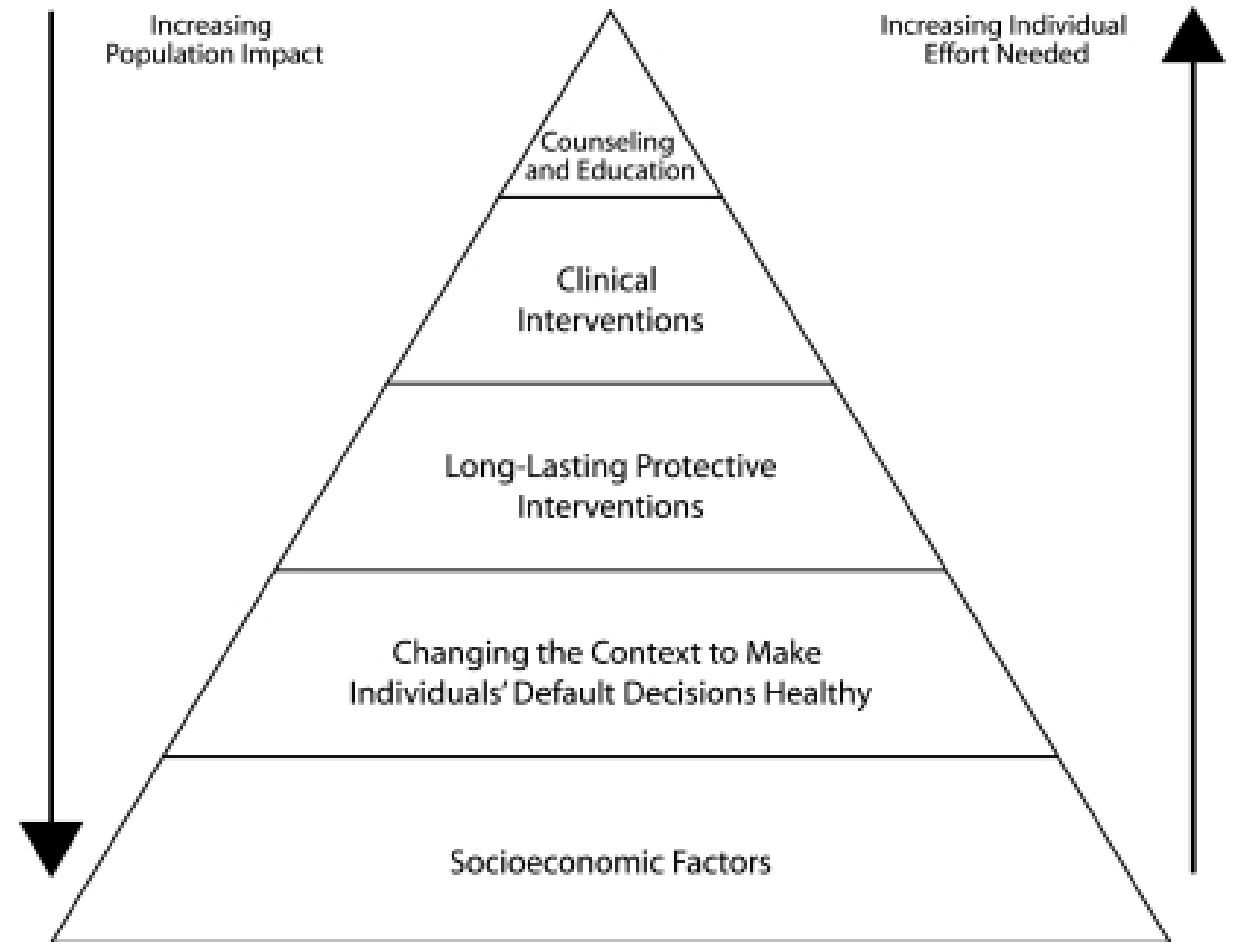 Increasing
Population Impact
Increasing Individual
Effort Needed
Counseling
and Education
Clinical
Interventions
Long-Lasting Protective
Interventions
Changing the Context to Make
Individuals’ Default Decisions Healthy
Socioeconomic Factors